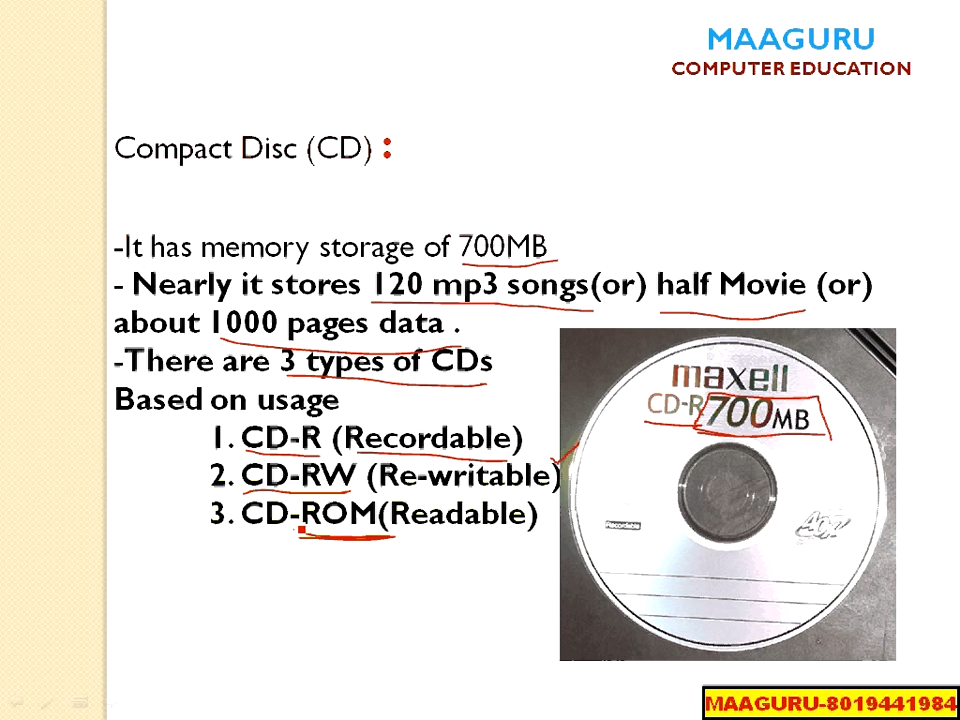 MAAGURU
COMPUTER EDUCATION
Compact Disc (CD) :
-It has memory storage of 700MB
- Nearly it stores 120 mp3 songs(or) half Movie (or)
about 1000 pages data .
-There are 3 types of CDs
Based on usage
1. CD-R (Recordable)
2. CD-RW (Re-writable)
3. CD-ROM(Readable)
maxell
CD-R 700MB
Recordable
MAAGURU-8019441984